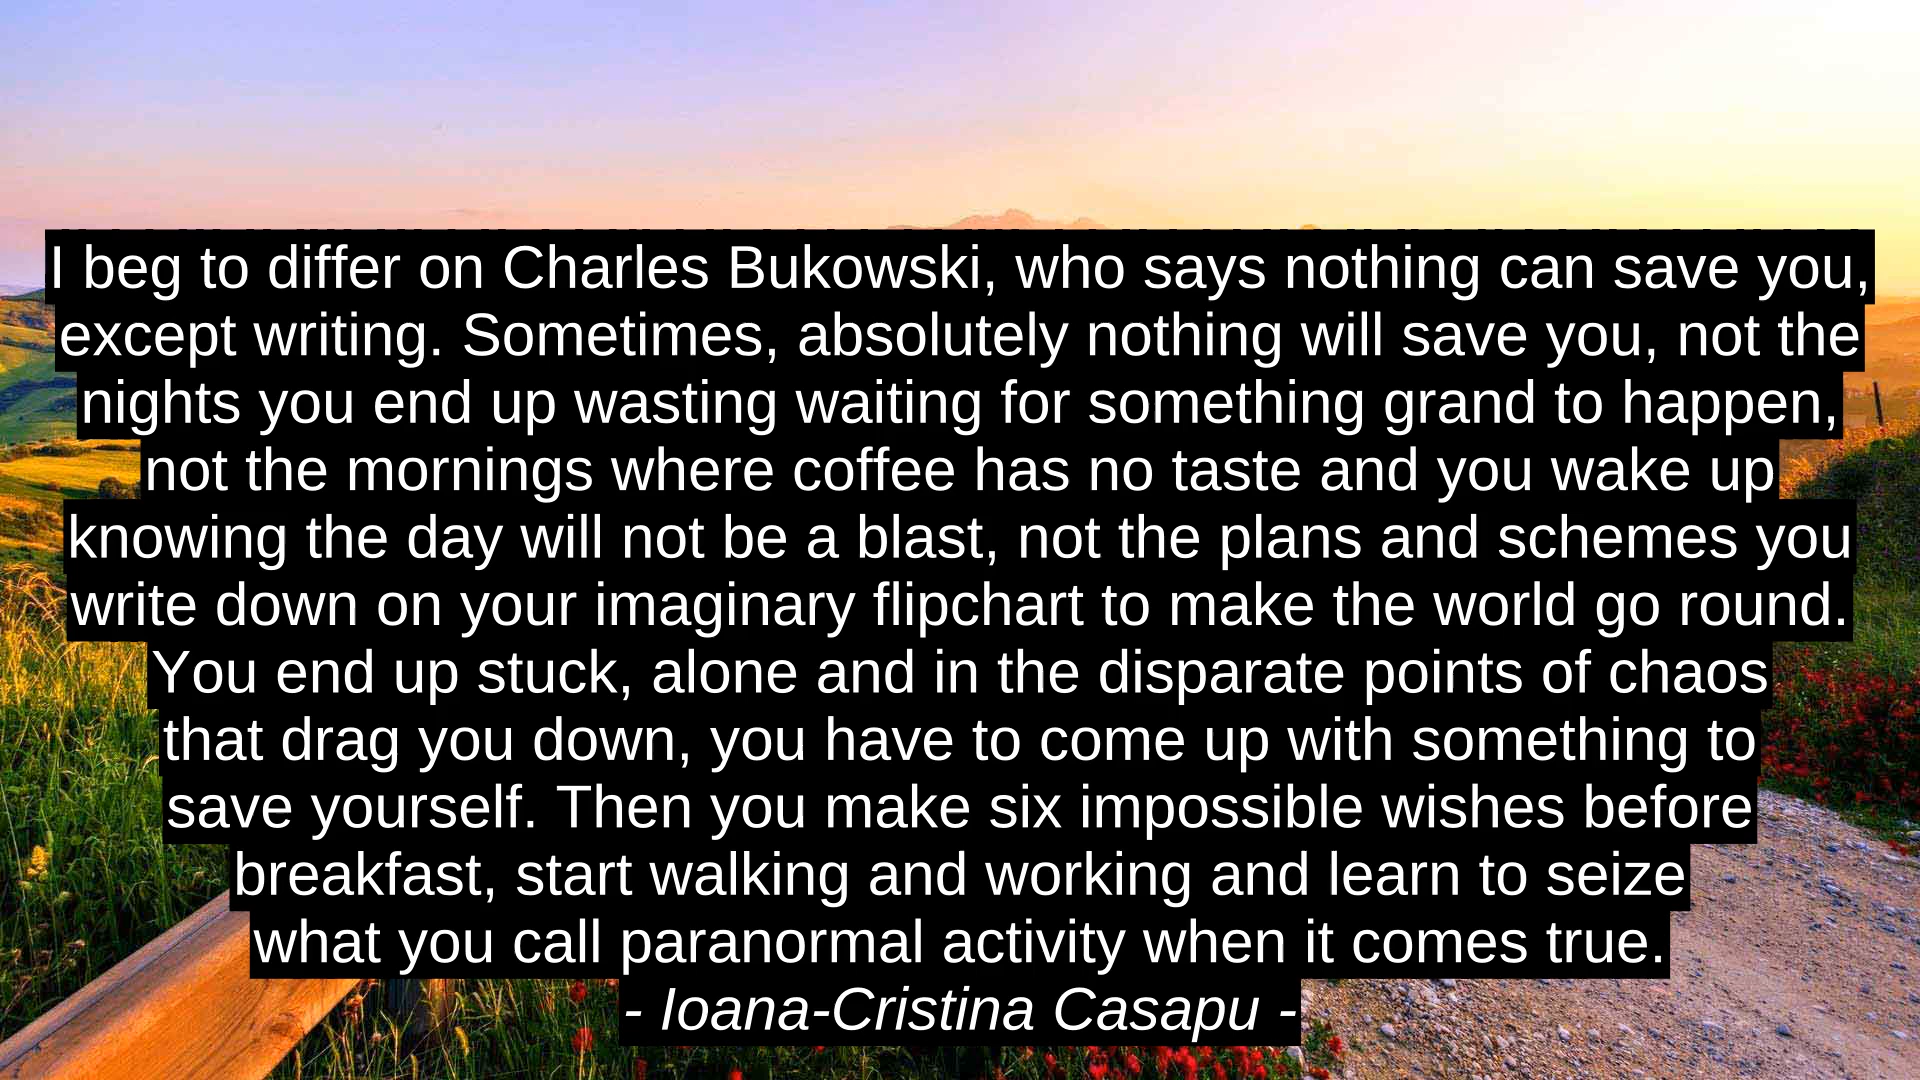 I beg to differ on Charles Bukowski, who says nothing can save you,
except writing. Sometimes, absolutely nothing will save you, not the
nights you end up wasting waiting for something grand to happen,
not the mornings where coffee has no taste and you wake up
knowing the day will not be a blast, not the plans and schemes you
write down on your imaginary flipchart to make the world go round.
You end up stuck, alone and in the disparate points of chaos
that drag you down, you have to come up with something to
save yourself. Then you make six impossible wishes before
breakfast, start walking and working and learn to seize
what you call paranormal activity when it comes true.
- Ioana-Cristina Casapu -